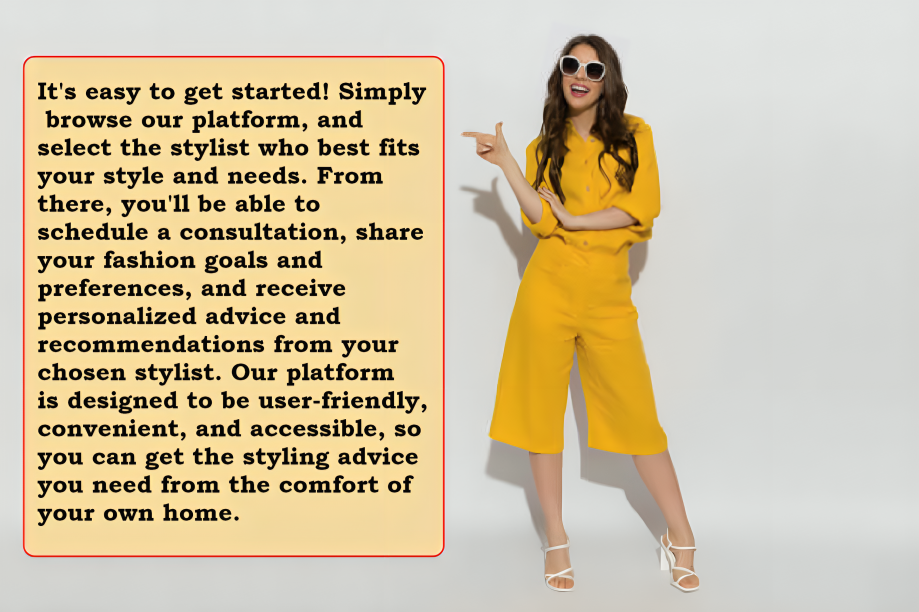 It's easy to get started! Simply
browse our platform, and
select the stylist who best fits
your style and needs. From
there, you'll be able to
schedule a consultation, share
your fashion goals and
preferences, and receive
personalized advice and
recommendations from your
chosen stylist. Our platform
is designed to be user-friendly,
convenient, and accessible, so
you can get the styling advice
you need from the comfort of
your own home.